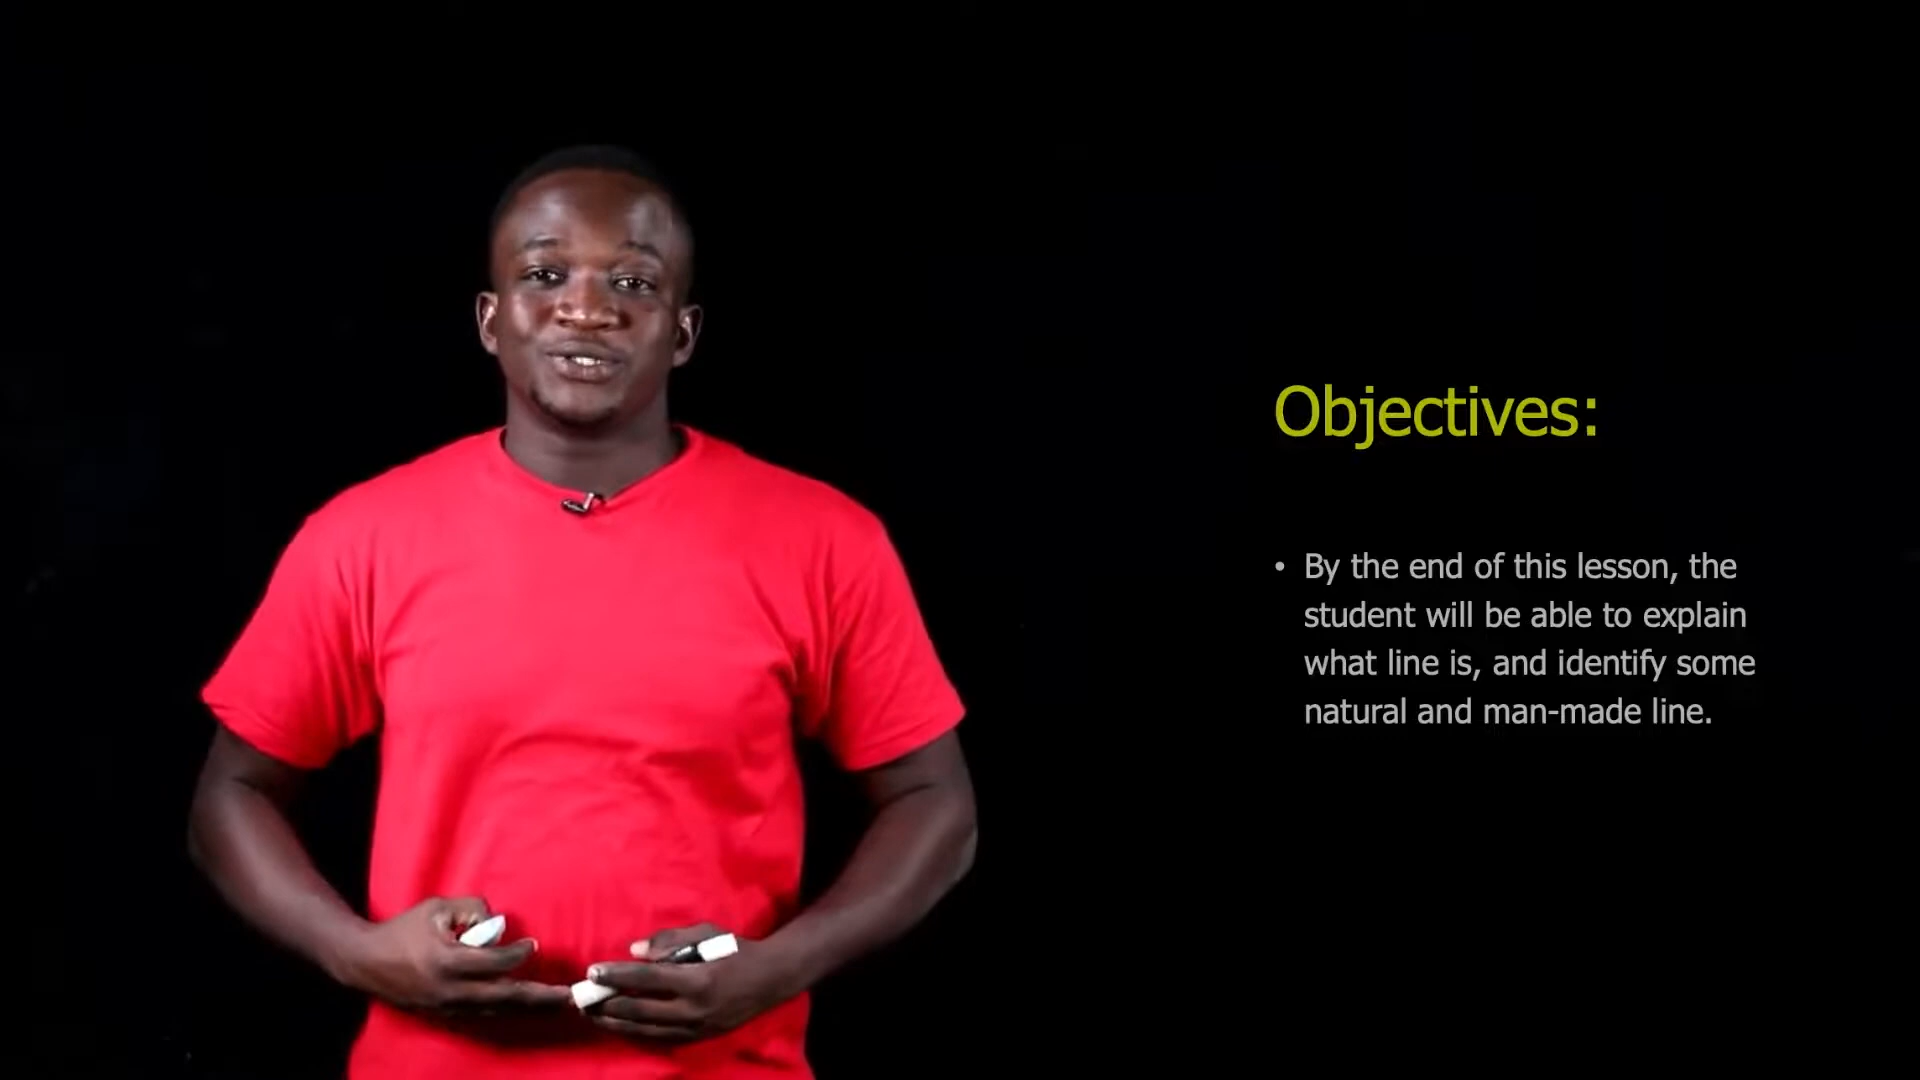 Objectives:
• By the end of this lesson, the
student will be able to explain
what line is, and identify some
natural and man-made line.